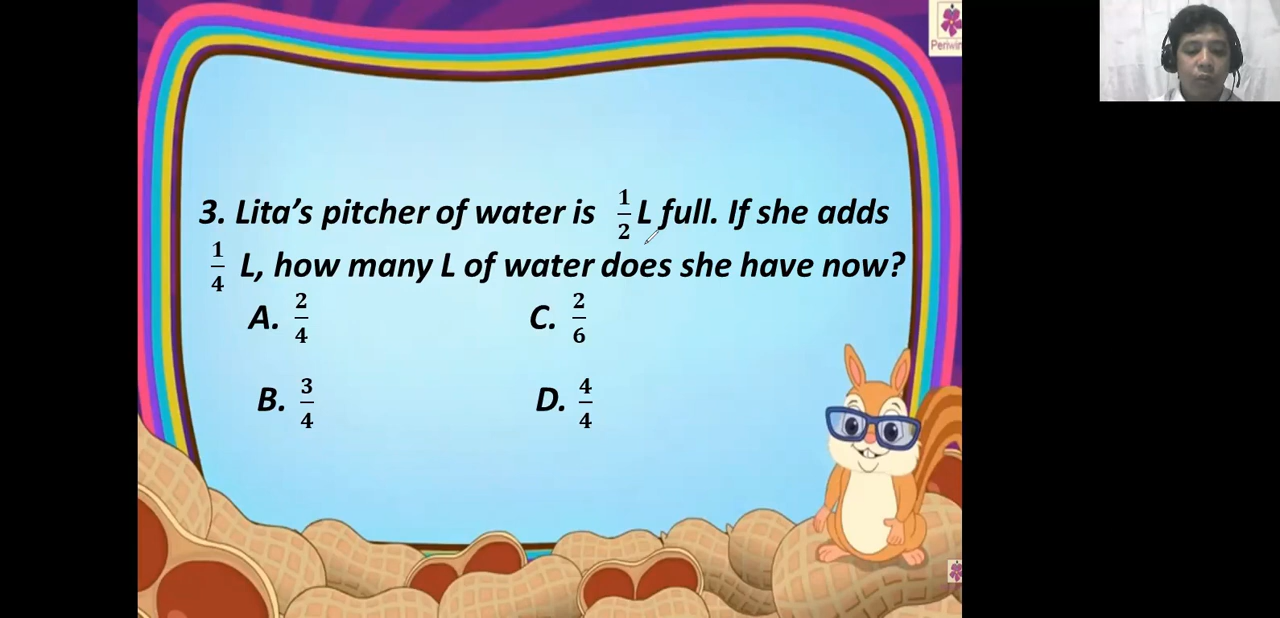 Periwin
3. Lita's pitcher of water is 1/2 L full. If she adds
1/4 L, how many L of water does she have now?
A. 2/4 C. 2/6
B. 3/4 D. 4/4